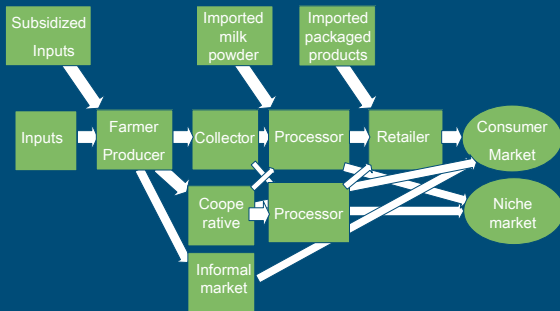 Subsidized
Inputs
Imported
milk
powder
Imported
packaged
products
Inputs
Farmer
Producer
Collector
Processor
Retailer
Consumer
Market
Coope
rative
Processor
Niche
market
Informal
market